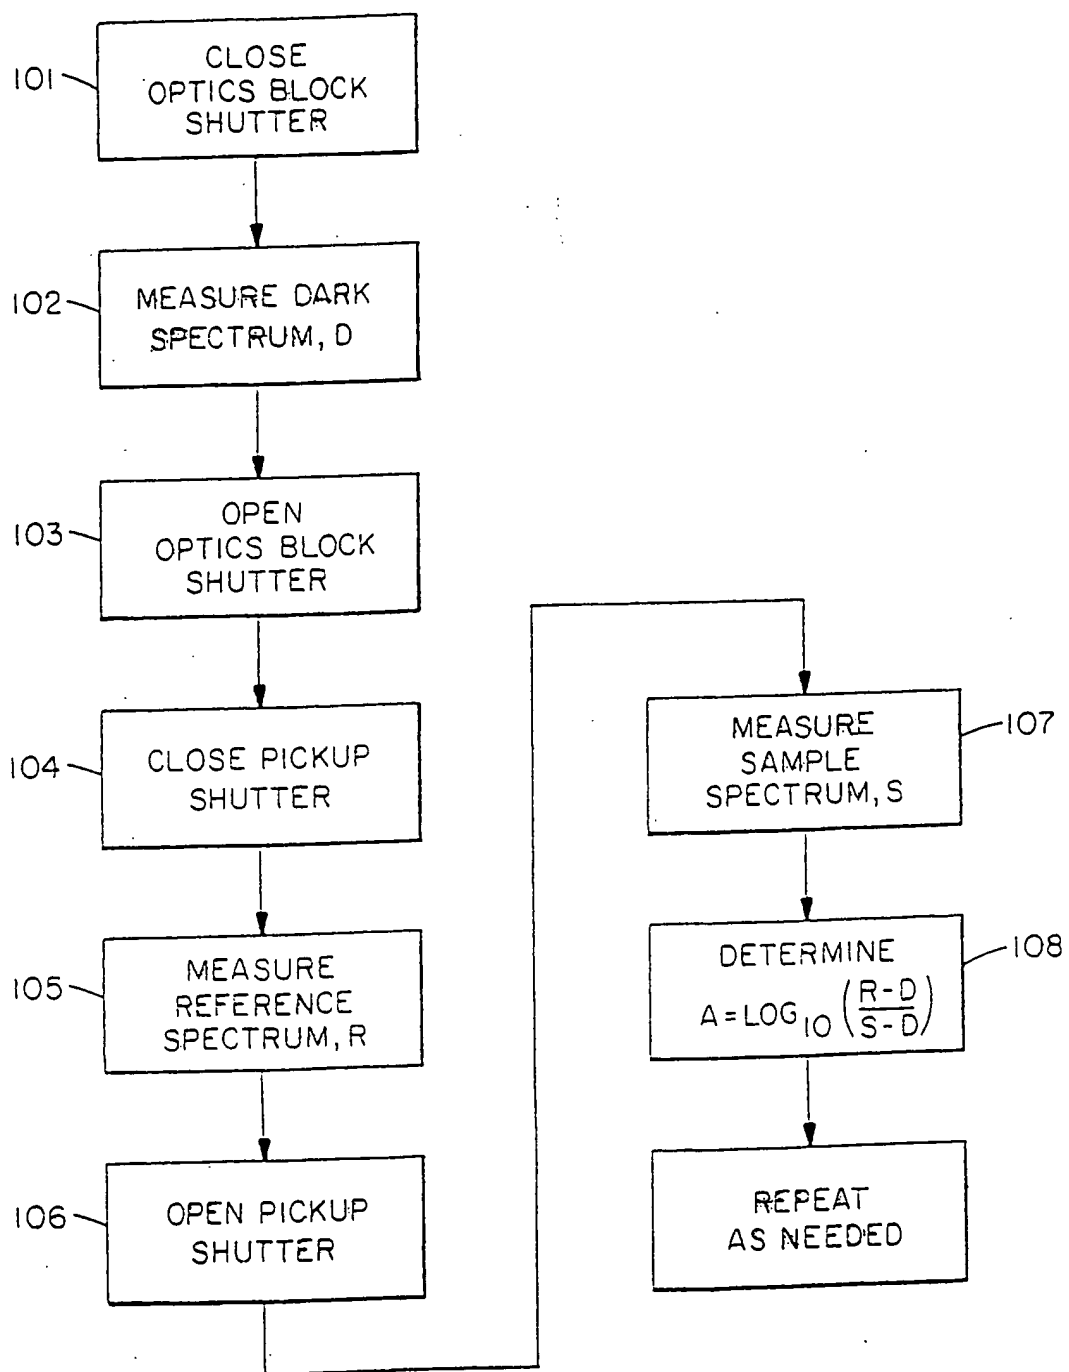 101
CLOSE
OPTICS BLOCK
SHUTTER
102
MEASURE DARK
SPECTRUM, D
103
OPEN
OPTICS BLOCK
SHUTTER
104
CLOSE PICKUP
SHUTTER
105
MEASURE
REFERENCE
SPECTRUM, R
106
OPEN PICKUP
SHUTTER
107
MEASURE
SAMPLE
SPECTRUM, S
108
DETERMINE
A = LOG₁₀ (R-D/S-D)
REPEAT
AS NEEDED